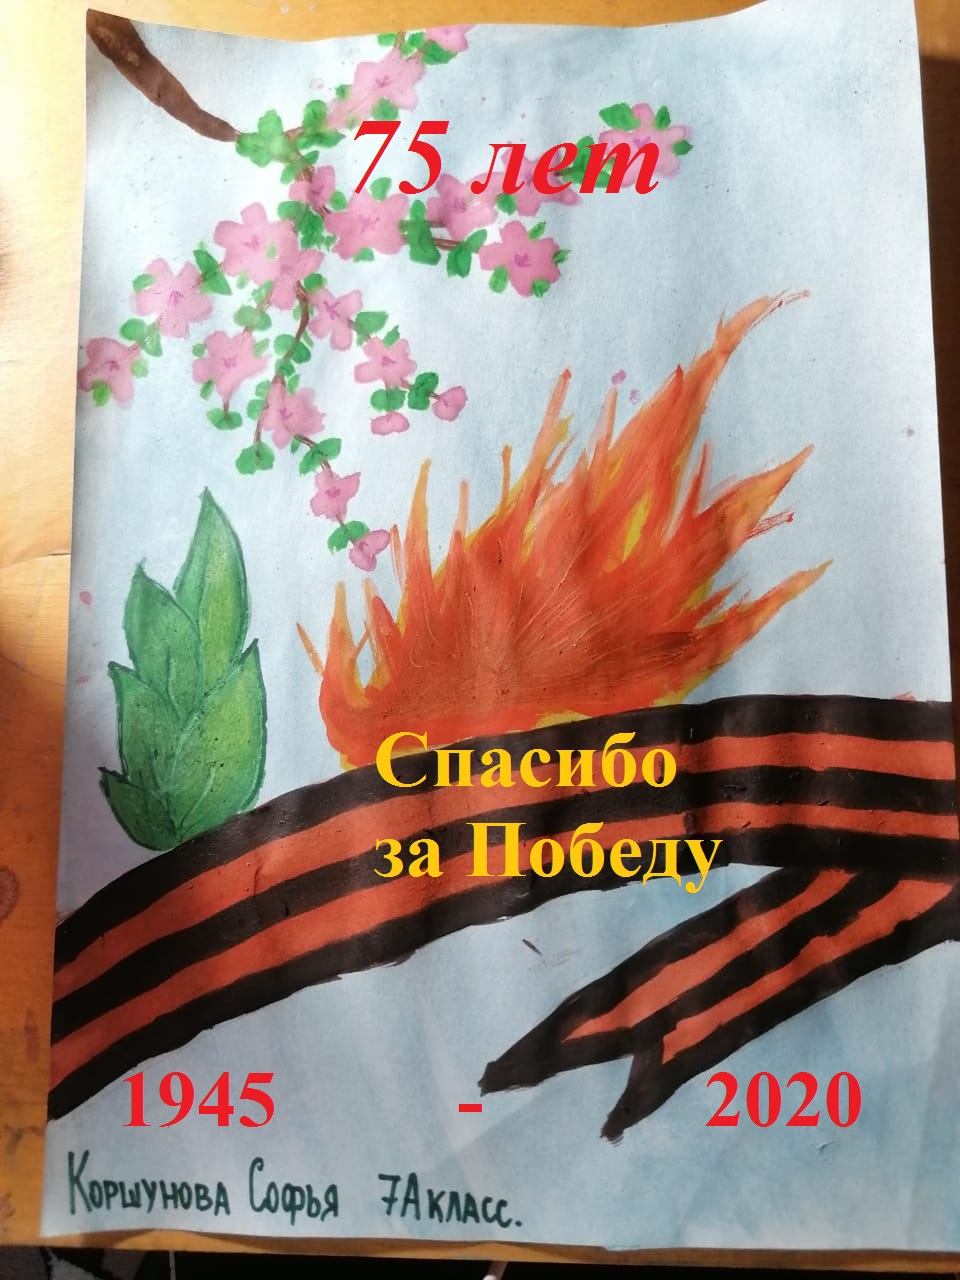 75 лет
Спасибо
за Победу
1945 - 2020
Коршунова Софья 7А класс.